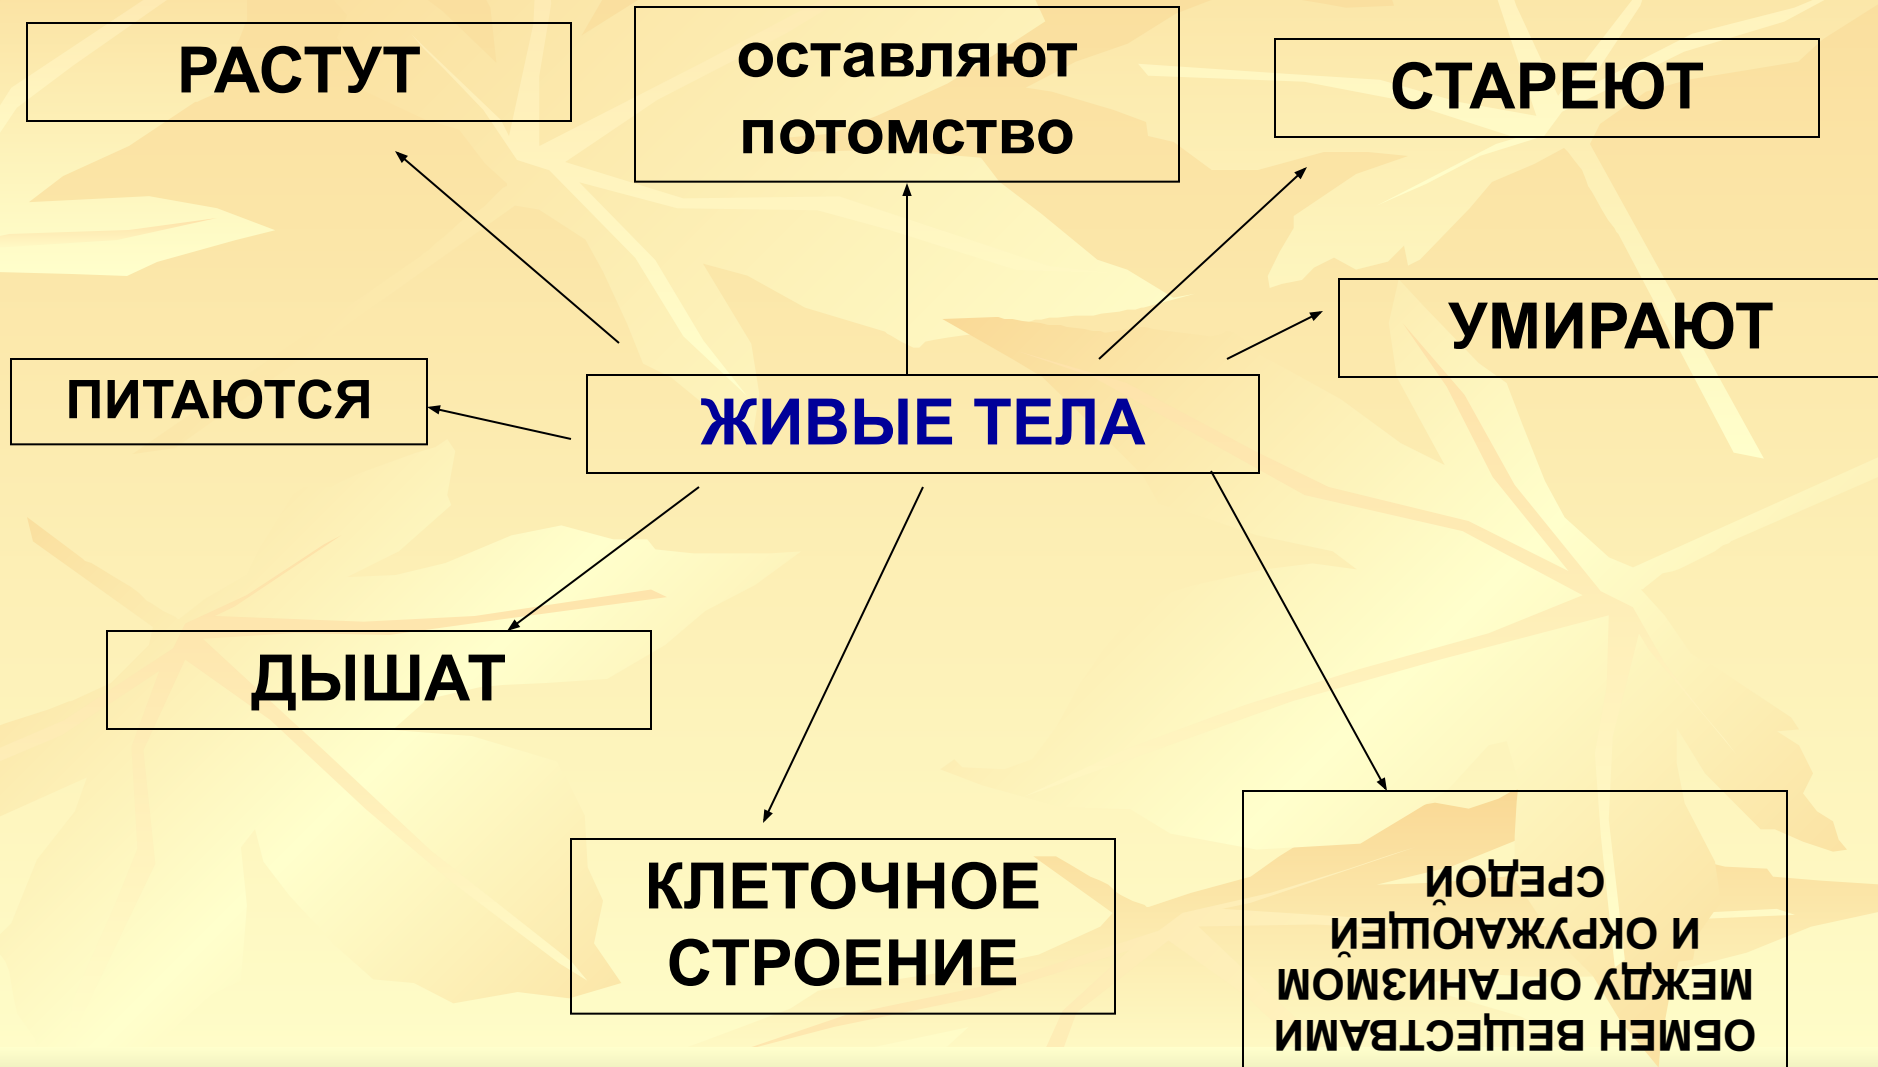 РАСТУТ
оставляют
потомство
СТАРЕЮТ
УМИРАЮТ
ПИТАЮТСЯ
ЖИВЫЕ ТЕЛА
ДЫШАТ
КЛЕТОЧНОЕ
СТРОЕНИЕ
ОБМЕН ВЕЩЕСТВАМИ
МЕЖДУ ОРГАНИЗМОМ
И ОКРУЖАЮЩЕЙ
СРЕДОЙ